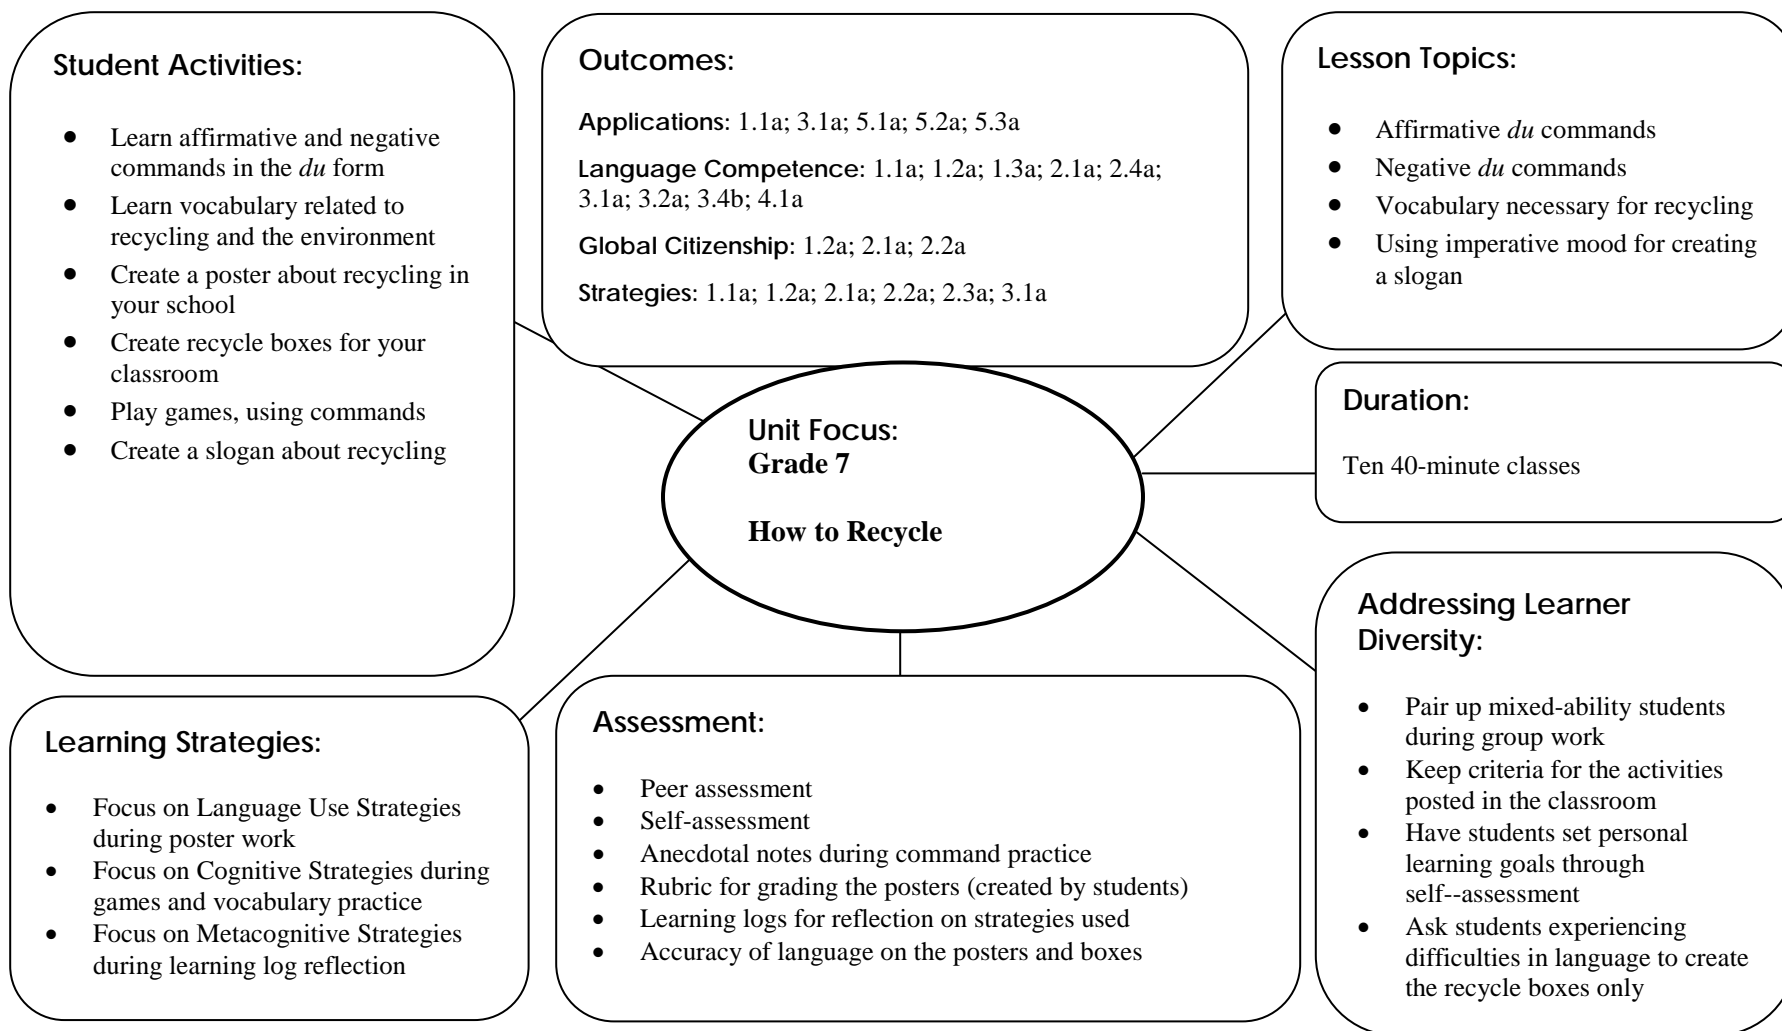 Student Activities:
• Learn affirmative and negative
commands in the du form
• Learn vocabulary related to
recycling and the environment
• Create a poster about recycling in
your school
• Create recycle boxes for your
classroom
• Play games, using commands
• Create a slogan about recycling
Outcomes:
Applications: 1.1a; 3.1a; 5.1a; 5.2a; 5.3a
Language Competence: 1.1a; 1.2a; 1.3a; 2.1a; 2.4a;
3.1a; 3.2a; 3.4b; 4.1a
Global Citizenship: 1.2a; 2.1a; 2.2a
Strategies: 1.1a; 1.2a; 2.1a; 2.2a; 2.3a; 3.1a
Lesson Topics:
• Affirmative du commands
• Negative du commands
• Vocabulary necessary for recycling
• Using imperative mood for creating
a slogan
Unit Focus:
Grade 7
How to Recycle
Duration:
Ten 40-minute classes
Learning Strategies:
• Focus on Language Use Strategies
during poster work
• Focus on Cognitive Strategies during
games and vocabulary practice
• Focus on Metacognitive Strategies
during learning log reflection
Assessment:
• Peer assessment
• Self-assessment
• Anecdotal notes during command practice
• Rubric for grading the posters (created by students)
• Learning logs for reflection on strategies used
• Accuracy of language on the posters and boxes
Addressing Learner
Diversity:
• Pair up mixed-ability students
during group work
• Keep criteria for the activities
posted in the classroom
• Have students set personal
learning goals through
self--assessment
• Ask students experiencing
difficulties in language to create
the recycle boxes only